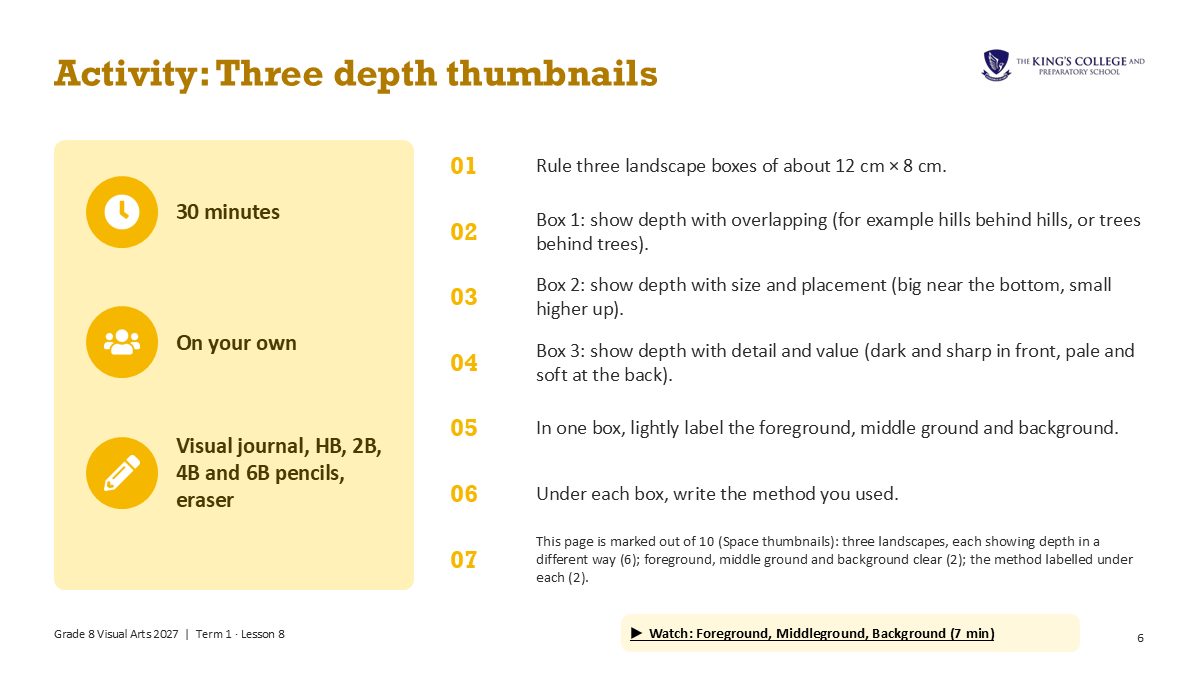 Activity: Three depth thumbnails
THE KING'S COLLEGE AND
PREPARATORY SCHOOL
30 minutes
On your own
Visual journal, HB, 2B,
4B and 6B pencils,
eraser
01
Rule three landscape boxes of about 12 cm × 8 cm.
02
Box 1: show depth with overlapping (for example hills behind hills, or trees
behind trees).
03
Box 2: show depth with size and placement (big near the bottom, small
higher up).
04
Box 3: show depth with detail and value (dark and sharp in front, pale and
soft at the back).
05
In one box, lightly label the foreground, middle ground and background.
06
Under each box, write the method you used.
07
This page is marked out of 10 (Space thumbnails): three landscapes, each showing depth in a
different way (6); foreground, middle ground and background clear (2); the method labelled under
each (2).
Grade 8 Visual Arts 2027 | Term 1 · Lesson 8
▶ Watch: Foreground, Middleground, Background (7 min)
6